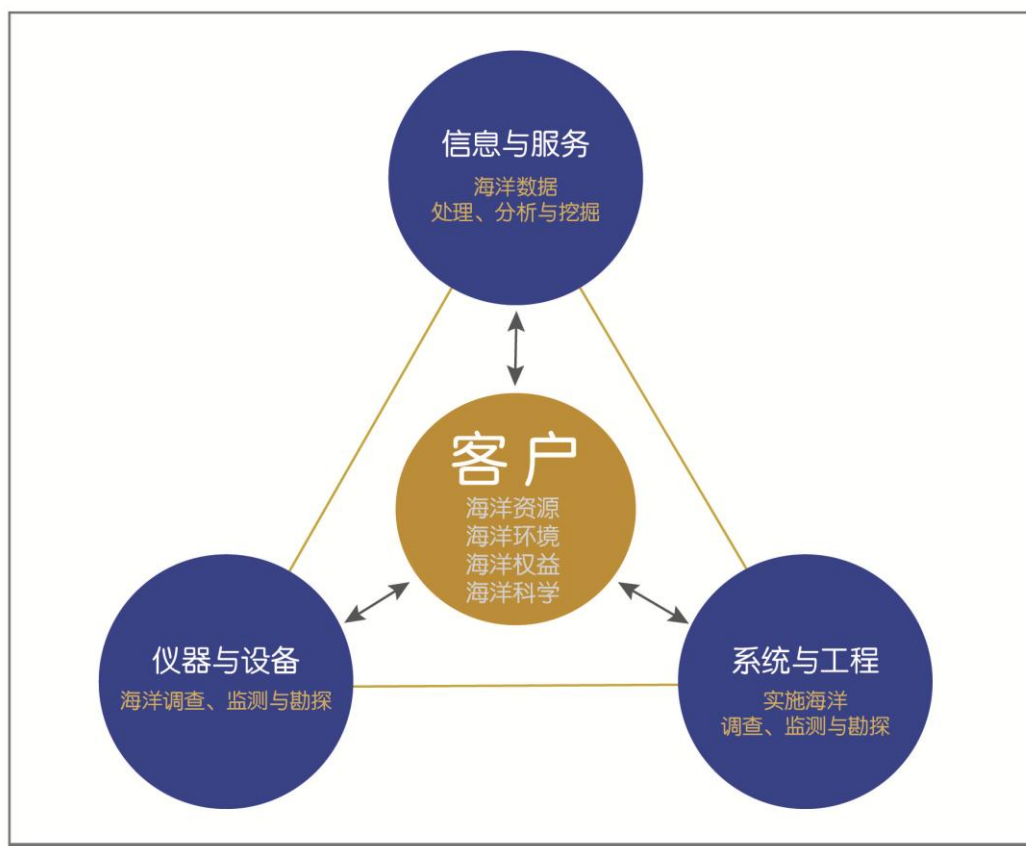 信息与服务
海洋数据
处理、分析与挖掘
客户
海洋资源
海洋环境
海洋权益
海洋科学
仪器与设备
海洋调查、监测与勘探
系统与工程
实施海洋
调查、监测与勘探